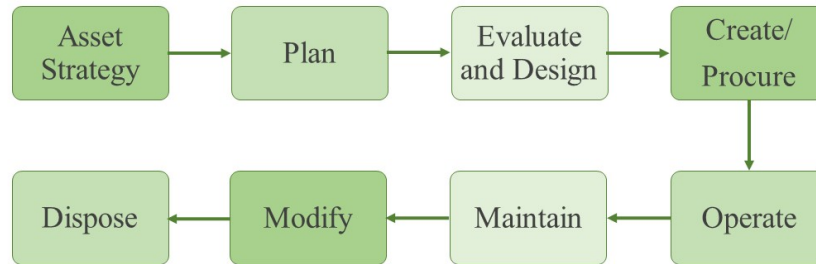 Asset
Strategy
Plan
Evaluate
and Design
Create/
Procure
Operate
Maintain
Modify
Dispose